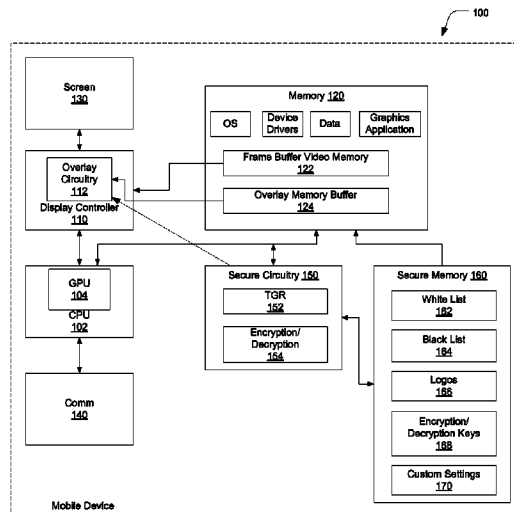 100
Screen
130
Memory 120
OS
Device
Drivers
Data
Graphics
Application
Frame Buffer Video Memory
122
Overlay Memory Buffer
124
Overlay
Circuitry
112
Display Controller
110
GPU
104
CPU
102
Comm
140
Secure Circuitry 150
TGR
152
Encryption/
Decryption
154
Secure Memory 160
White List
162
Black List
164
Logos
166
Encryption/
Decryption Keys
168
Custom Settings
170
Mobile Device